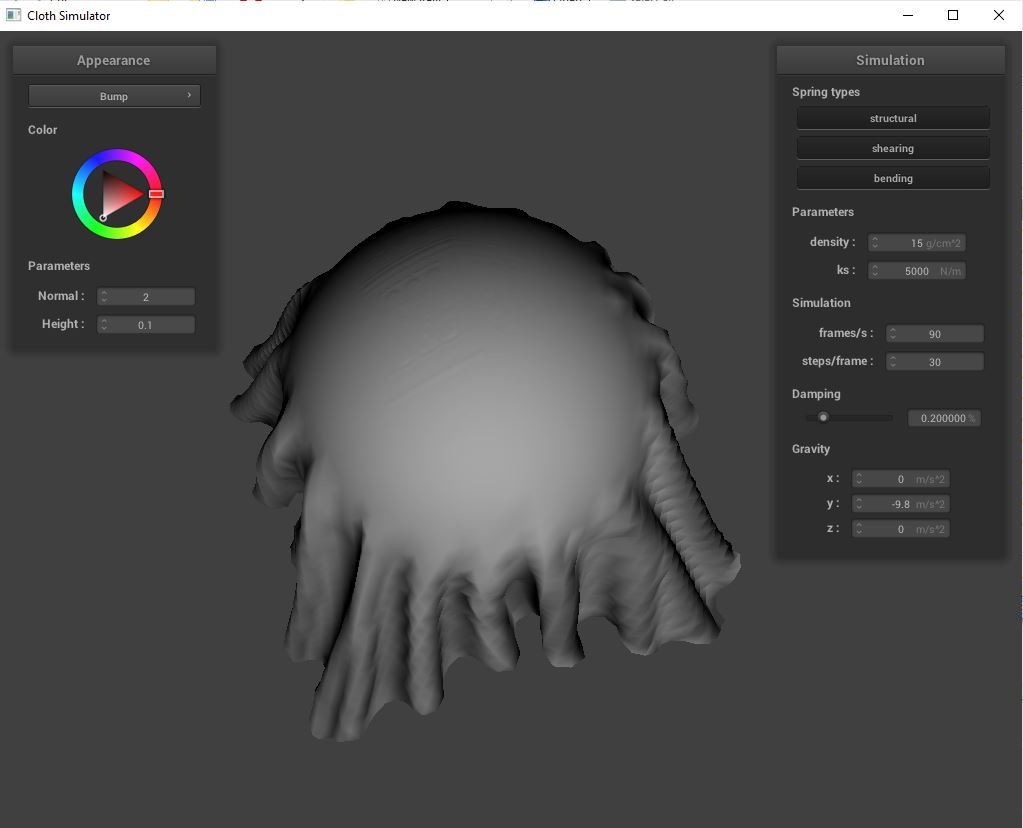 Cloth Simulator
Appearance
Bump
Color
Parameters
Normal : 2
Height : 0.1
Simulation
Spring types
structural
shearing
bending
Parameters
density : 15 g/cm^2
ks : 5000 N/m
Simulation
frames/s : 90
steps/frame : 30
Damping
0.200000 %
Gravity
x : 0 m/s^2
y : -9.8 m/s^2
z : 0 m/s^2